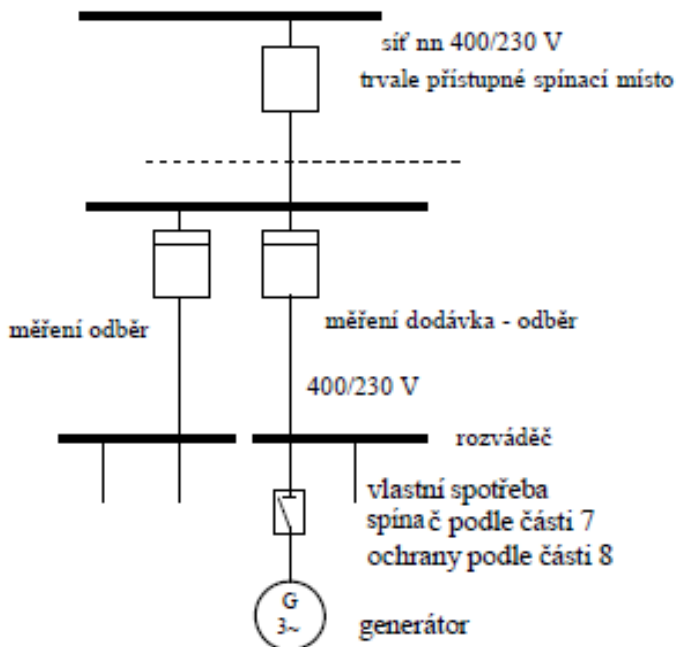 síť nn 400/230 V
trvale přístupné spínací místo
měření odběr
měření dodávka - odběr
400/230 V
rozváděč
vlastní spotřeba
spínač podle části 7
ochrany podle části 8
G
3~
generátor